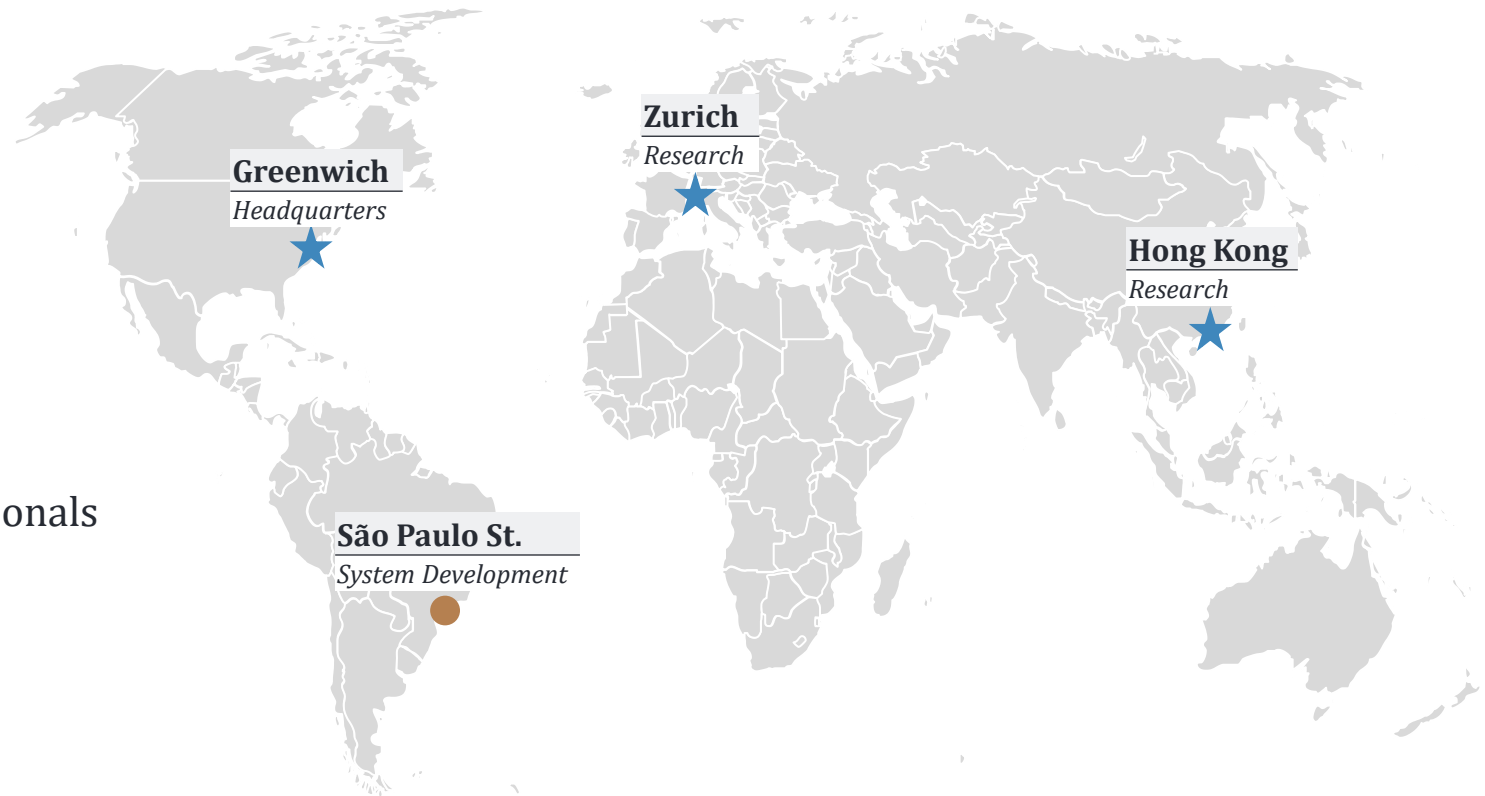 Zurich
Research
Greenwich
Headquarters
Hong Kong
Research
onals
São Paulo St.
System Development